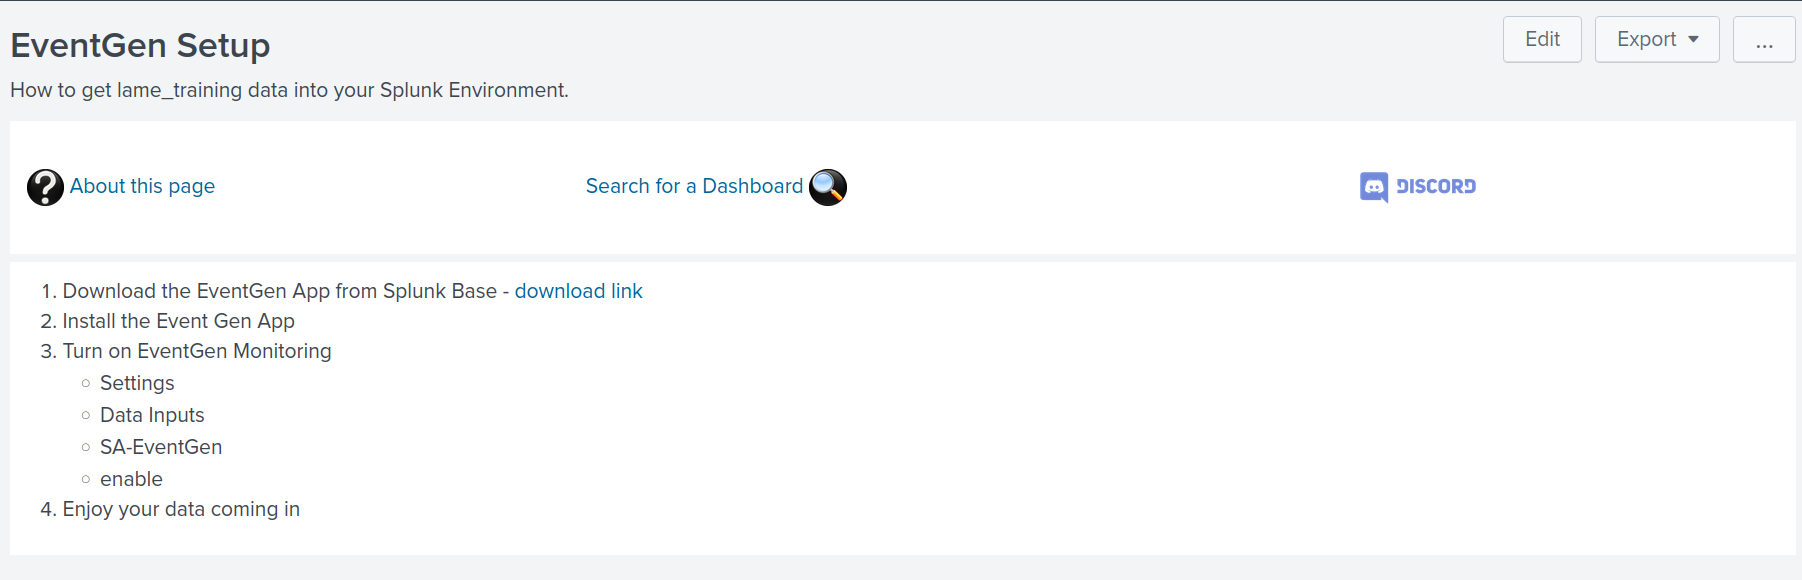 EventGen Setup
Edit
Export
...
How to get lame_training data into your Splunk Environment.
About this page
Search for a Dashboard
DISCORD
1. Download the EventGen App from Splunk Base - download link
2. Install the Event Gen App
3. Turn on EventGen Monitoring
Settings
Data Inputs
SA-EventGen
enable
4. Enjoy your data coming in